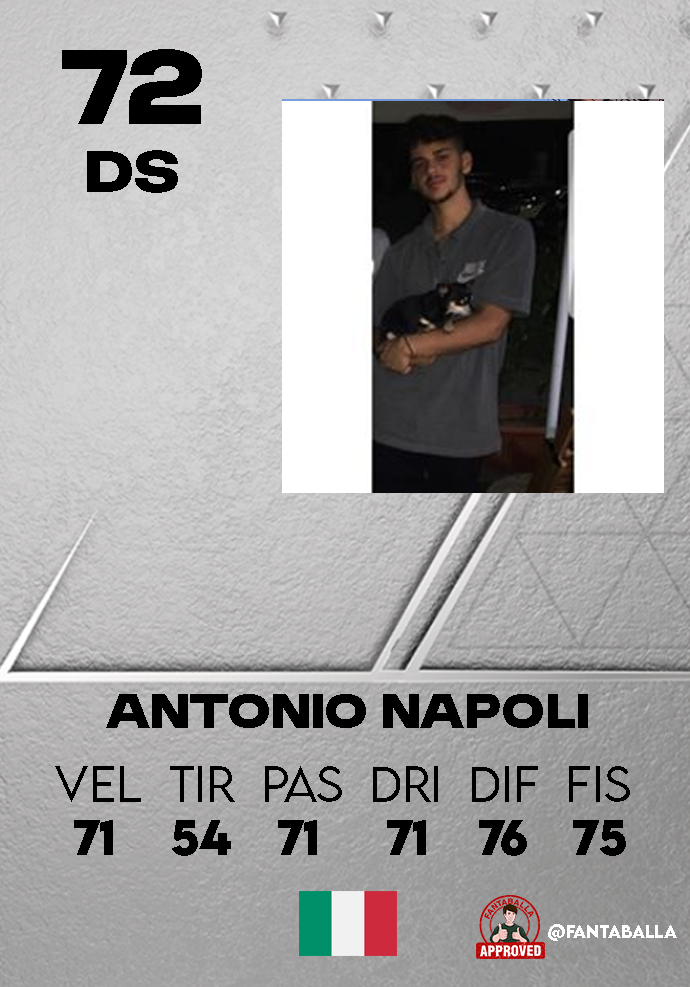 72
DS
ANTONIO NAPOLI
VEL TIR PAS DRI DIF FIS
71 54 71 71 76 75
FANTABALLA
APPROVED
@FANTABALLA